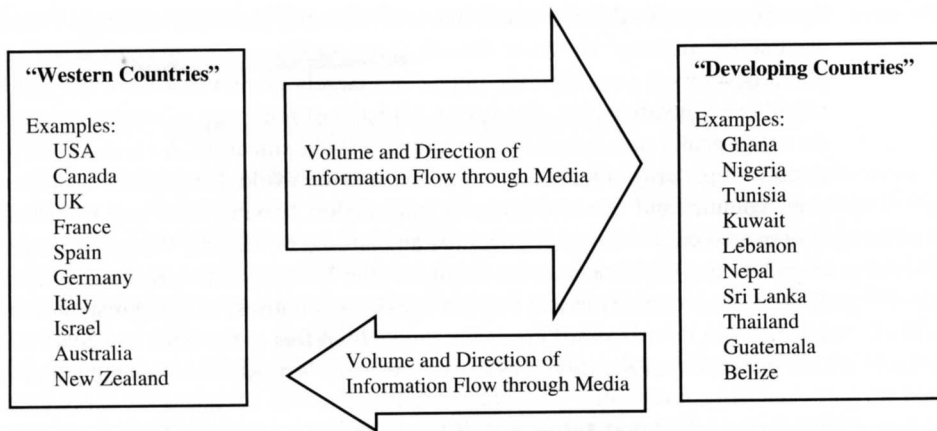 “Western Countries”
Examples:
USA
Canada
UK
France
Spain
Germany
Italy
Israel
Australia
New Zealand
Volume and Direction of
Information Flow through Media
Volume and Direction of
Information Flow through Media
“Developing Countries”
Examples:
Ghana
Nigeria
Tunisia
Kuwait
Lebanon
Nepal
Sri Lanka
Thailand
Guatemala
Belize